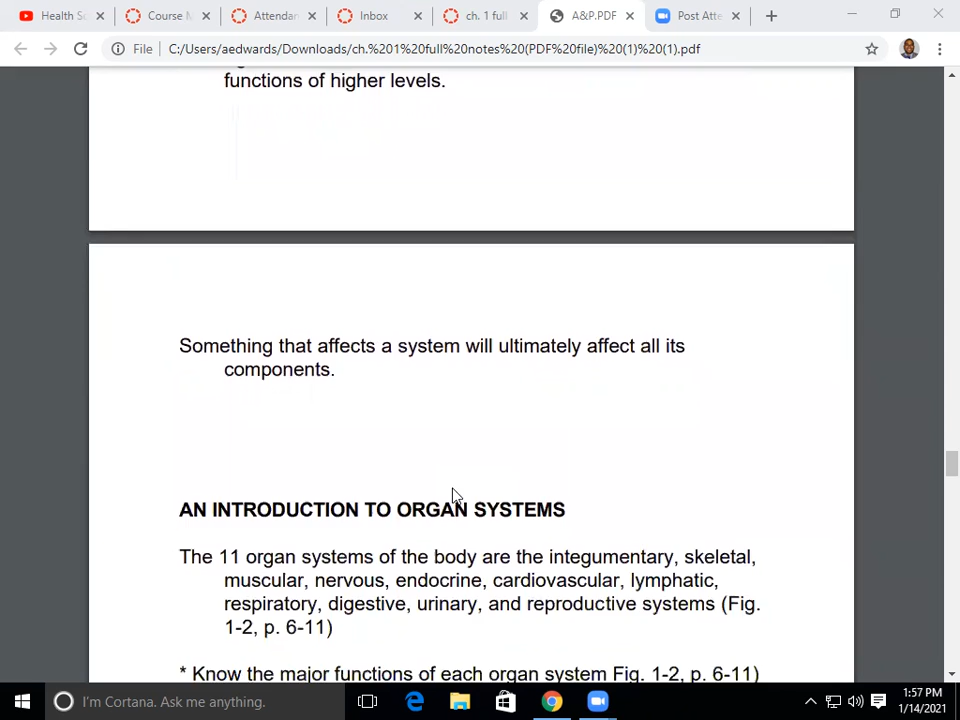 Health Sc
Course M
Attendan
Inbox
ch. 1 full
A&P.PDF
Post Atte
File
C:/Users/aedwards/Downloads/ch.%201%20full%20notes%20(PDF%20file)%20(1)%20(1).pdf
functions of higher levels.
Something that affects a system will ultimately affect all its
components.
AN INTRODUCTION TO ORGAN SYSTEMS
The 11 organ systems of the body are the integumentary, skeletal,
muscular, nervous, endocrine, cardiovascular, lymphatic,
respiratory, digestive, urinary, and reproductive systems (Fig.
1-2, p. 6-11)
* Know the major functions of each organ system Fig. 1-2, p. 6-11)
I'm Cortana. Ask me anything.
1:57 PM
1/14/2021